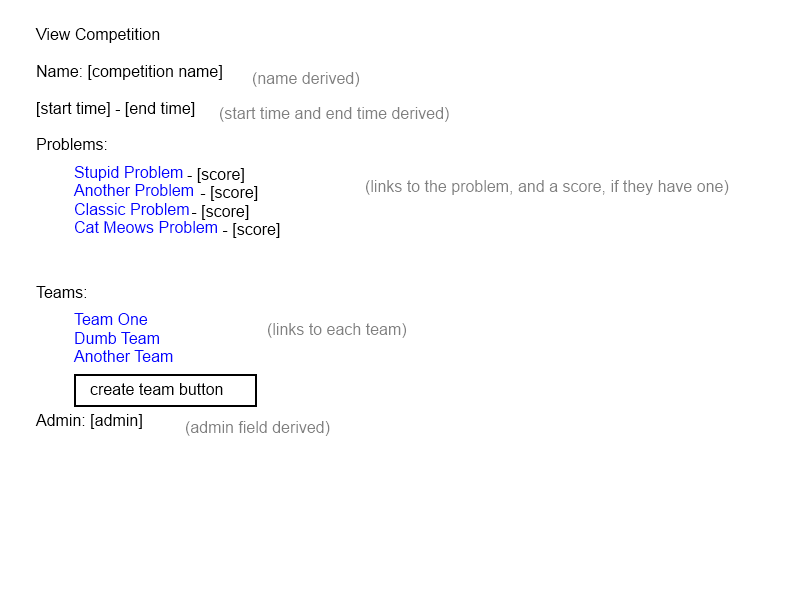 View Competition
Name: [competition name] (name derived)
[start time] - [end time] (start time and end time derived)
Problems:
Stupid Problem - [score]
Another Problem - [score] (links to the problem, and a score, if they have one)
Classic Problem - [score]
Cat Meows Problem - [score]
Teams:
Team One (links to each team)
Dumb Team
Another Team
create team button
Admin: [admin] (admin field derived)